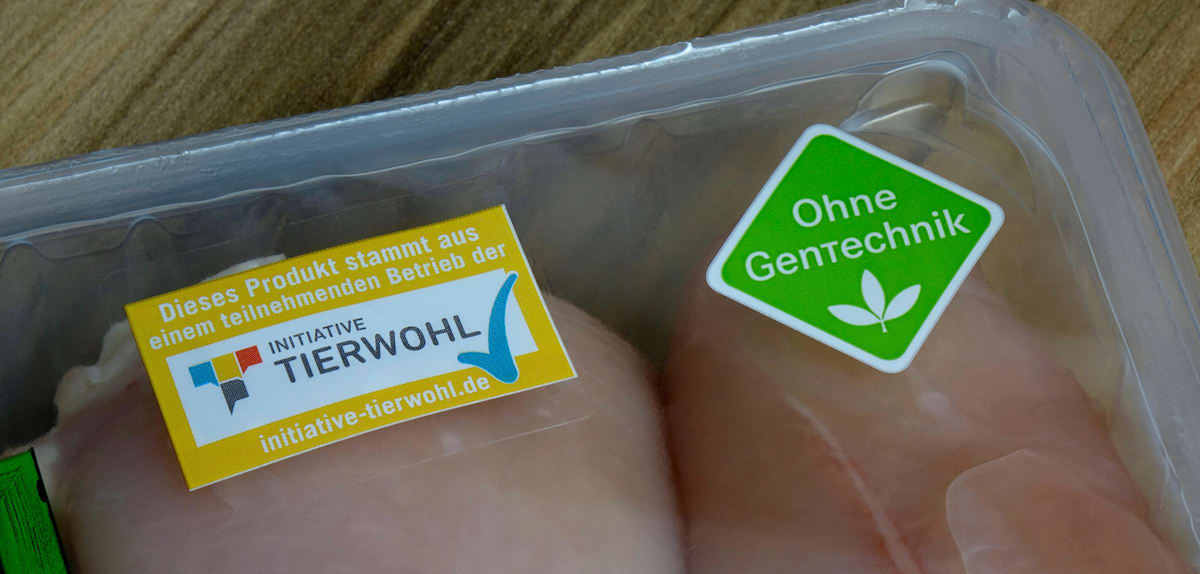 Dieses Produkt stammt aus
einem teilnehmenden Betrieb der
INITIATIVE
TIERWOHL
initiative-tierwohl.de
Ohne
GenTechnik